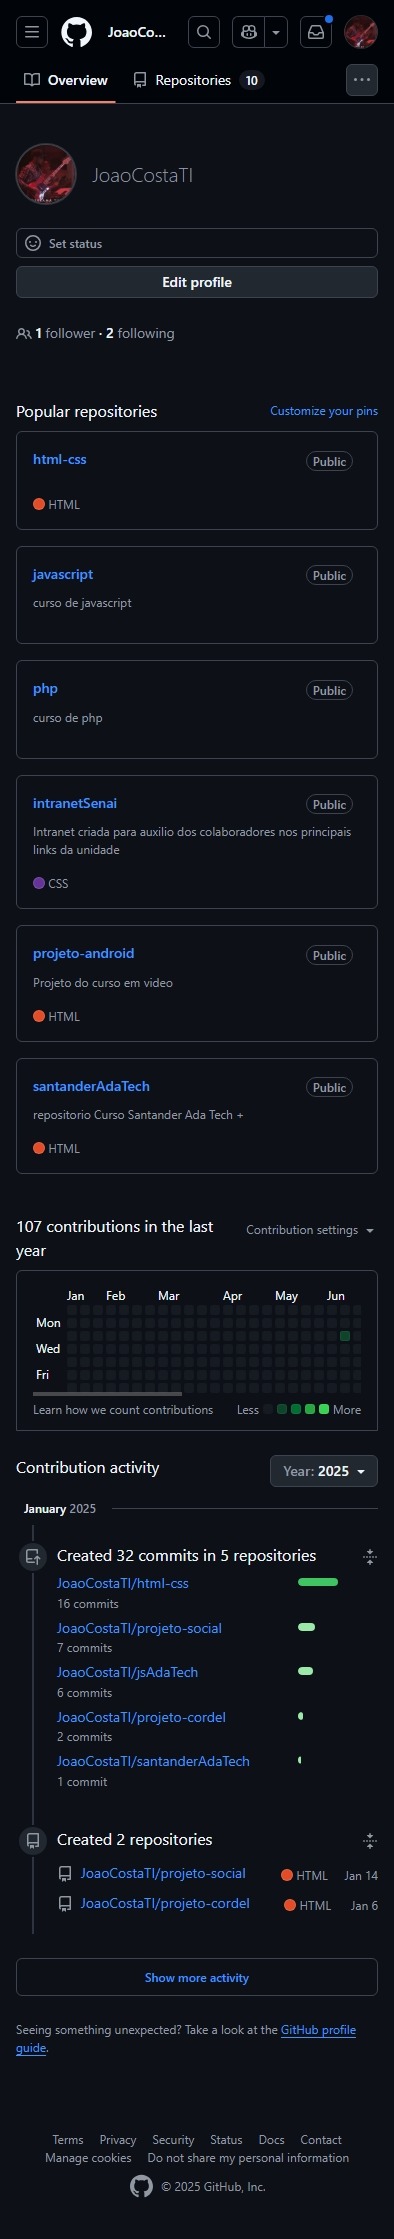 JoaoCo...
Overview
Repositories 10
JoaoCostaTI
Set status
Edit profile
1 follower · 2 following
Popular repositories
Customize your pins
html-css
Public
HTML
javascript
Public
curso de javascript
php
Public
curso de php
intranetSenai
Public
Intranet criada para auxilio dos colaboradores nos principais
links da unidade
CSS
projeto-android
Public
Projeto do curso em video
HTML
santanderAdaTech
Public
repositorio Curso Santander Ada Tech +
HTML
107 contributions in the last
year
Contribution settings
Jan Feb Mar Apr May Jun
Mon
Wed
Fri
Learn how we count contributions
Less
More
Contribution activity
Year: 2025
January 2025
Created 32 commits in 5 repositories
JoaoCostaTI/html-css
16 commits
JoaoCostaTI/projeto-social
7 commits
JoaoCostaTI/jsAdaTech
6 commits
JoaoCostaTI/projeto-cordel
2 commits
JoaoCostaTI/santanderAdaTech
1 commit
Created 2 repositories
JoaoCostaTI/projeto-social HTML Jan 14
JoaoCostaTI/projeto-cordel HTML Jan 6
Show more activity
Seeing something unexpected? Take a look at the GitHub profile
guide.
Terms Privacy Security Status Docs Contact
Manage cookies Do not share my personal information
© 2025 GitHub, Inc.